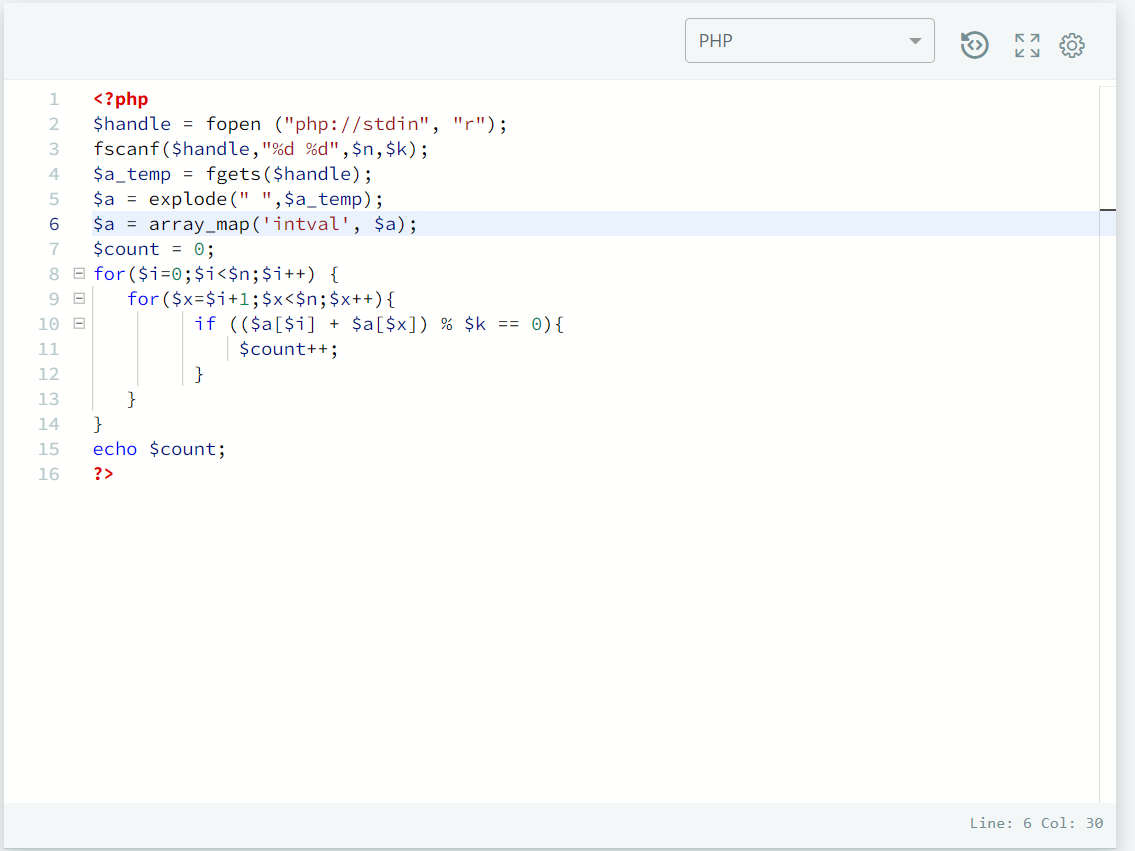 PHP
1 <?php
2 $handle = fopen ("php://stdin", "r");
3 fscanf($handle,"%d %d",$n,$k);
4 $a_temp = fgets($handle);
5 $a = explode(" ",$a_temp);
6 $a = array_map('intval', $a);
7 $count = 0;
8 for($i=0;$i<$n;$i++) {
9 for($x=$i+1;$x<$n;$x++){
10 if (($a[$i] + $a[$x]) % $k == 0){
11 $count++;
12 }
13 }
14 }
15 echo $count;
16 ?>
Line: 6 Col: 30